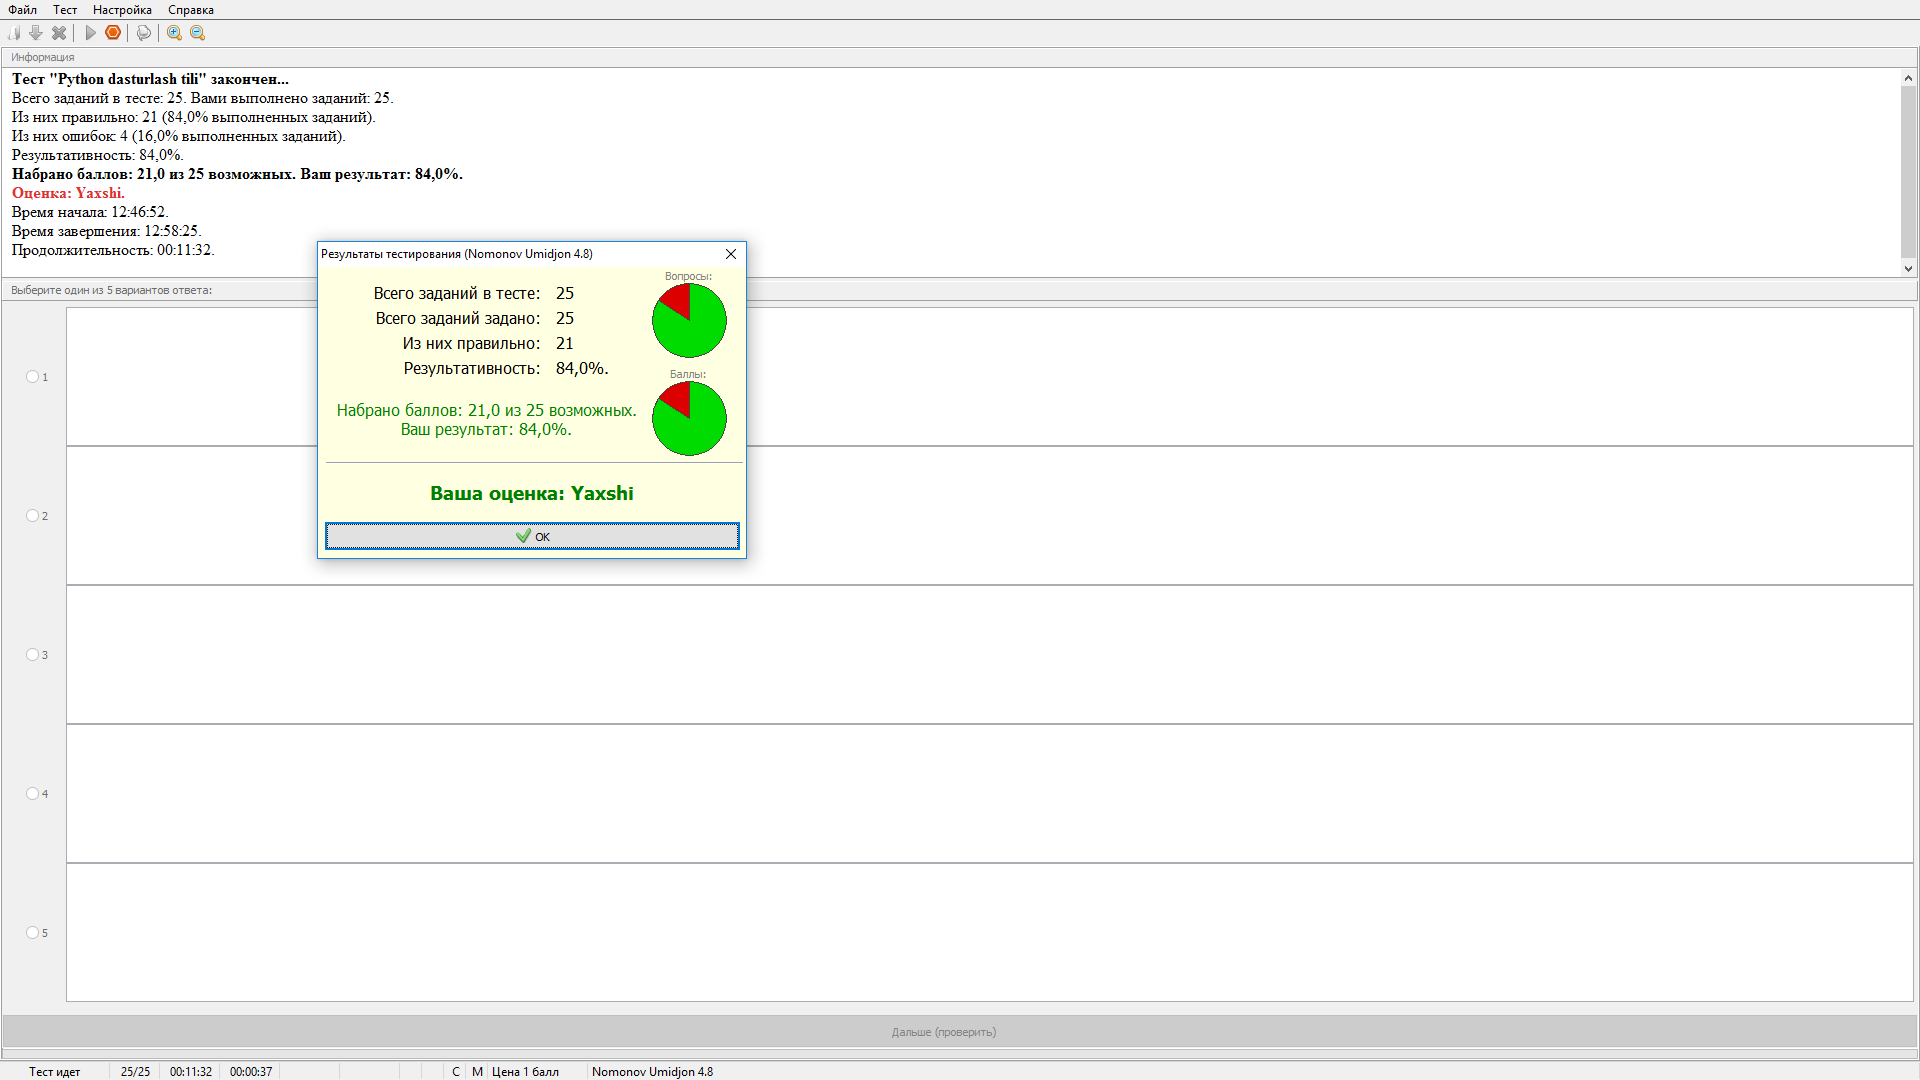 Файл Тест Настройка Справка
Информация
Тест "Python dasturlash tili" закончен...
Всего заданий в тесте: 25. Вами выполнено заданий: 25.
Из них правильно: 21 (84,0% выполненных заданий).
Из них ошибок: 4 (16,0% выполненных заданий).
Результативность: 84,0%.
Набрано баллов: 21,0 из 25 возможных. Ваш результат: 84,0%.
Оценка: Yaxshi.
Время начала: 12:46:52.
Время завершения: 12:58:25.
Продолжительность: 00:11:32.
Выберите один из 5 вариантов ответа:
Результаты тестирования (Nomonov Umidjon 4.8)
Вопросы:
Всего заданий в тесте: 25
Всего заданий задано: 25
Из них правильно: 21
Результативность: 84,0%.
Баллы:
Набрано баллов: 21,0 из 25 возможных.
Ваш результат: 84,0%.
Ваша оценка: Yaxshi
OK
1
2
3
4
5
Дальше (проверить)
Тест идет 25/25 00:11:32 00:00:37 С М Цена 1 балл Nomonov Umidjon 4.8